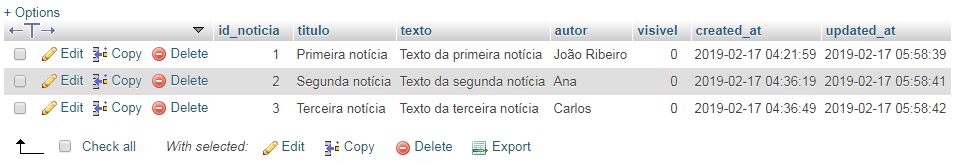 + Options
id_noticia titulo texto autor visivel created_at updated_at
Edit Copy Delete 1 Primeira notícia Texto da primeira notícia João Ribeiro 0 2019-02-17 04:21:59 2019-02-17 05:58:39
Edit Copy Delete 2 Segunda notícia Texto da segunda notícia Ana 0 2019-02-17 04:36:19 2019-02-17 05:58:41
Edit Copy Delete 3 Terceira notícia Texto da terceira notícia Carlos 0 2019-02-17 04:36:49 2019-02-17 05:58:42
Check all With selected: Edit Copy Delete Export